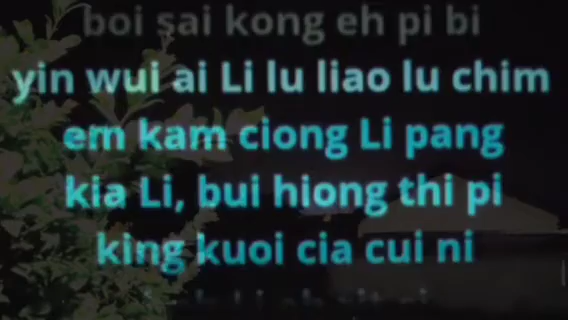 boi sai kong eh pi bi
yin wui ai Li lu liao lu chim
em kam ciong Li pang
kia Li, bui hiong thi pi
king kuoi cia cui ni